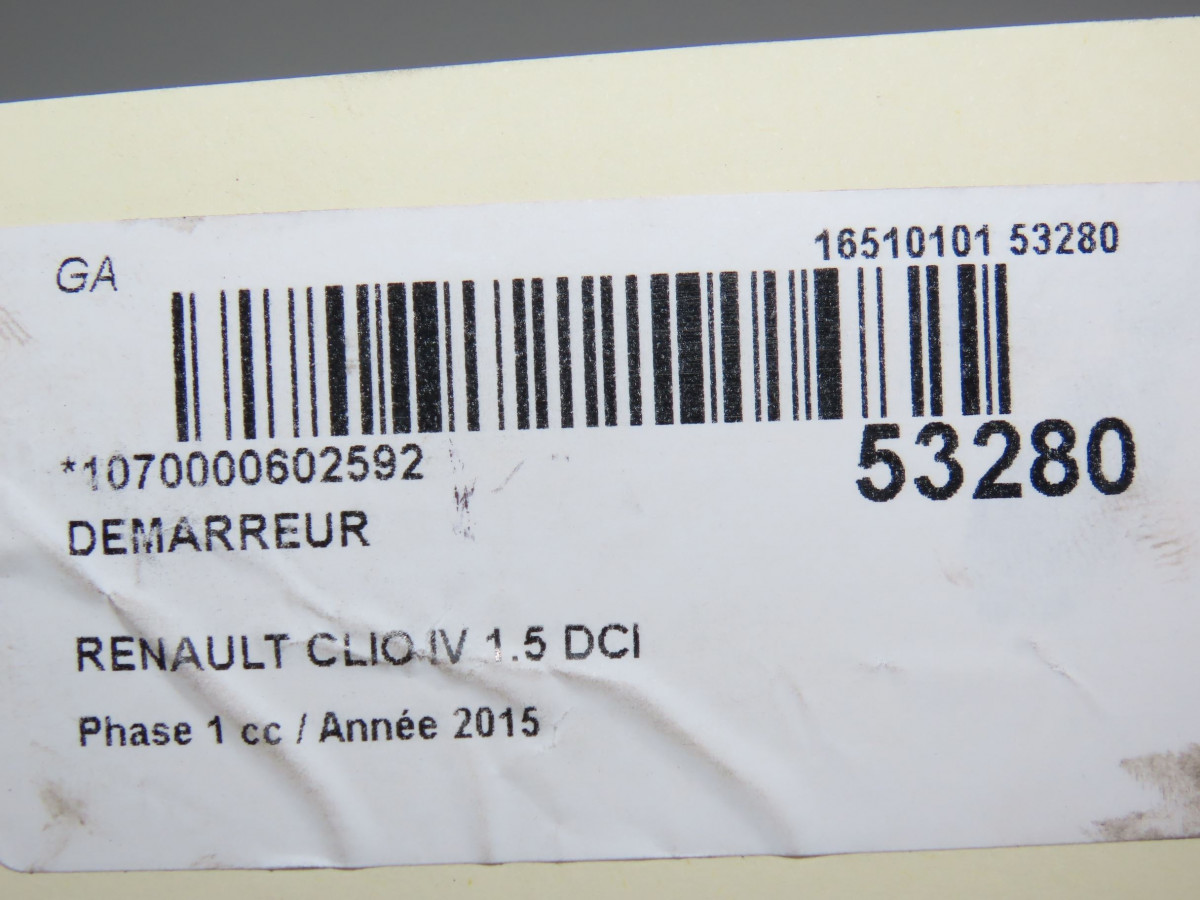 GA
16510101 53280
*1070000602592
53280
DEMARREUR
RENAULT CLIO IV 1.5 DCI
Phase 1 cc / Année 2015